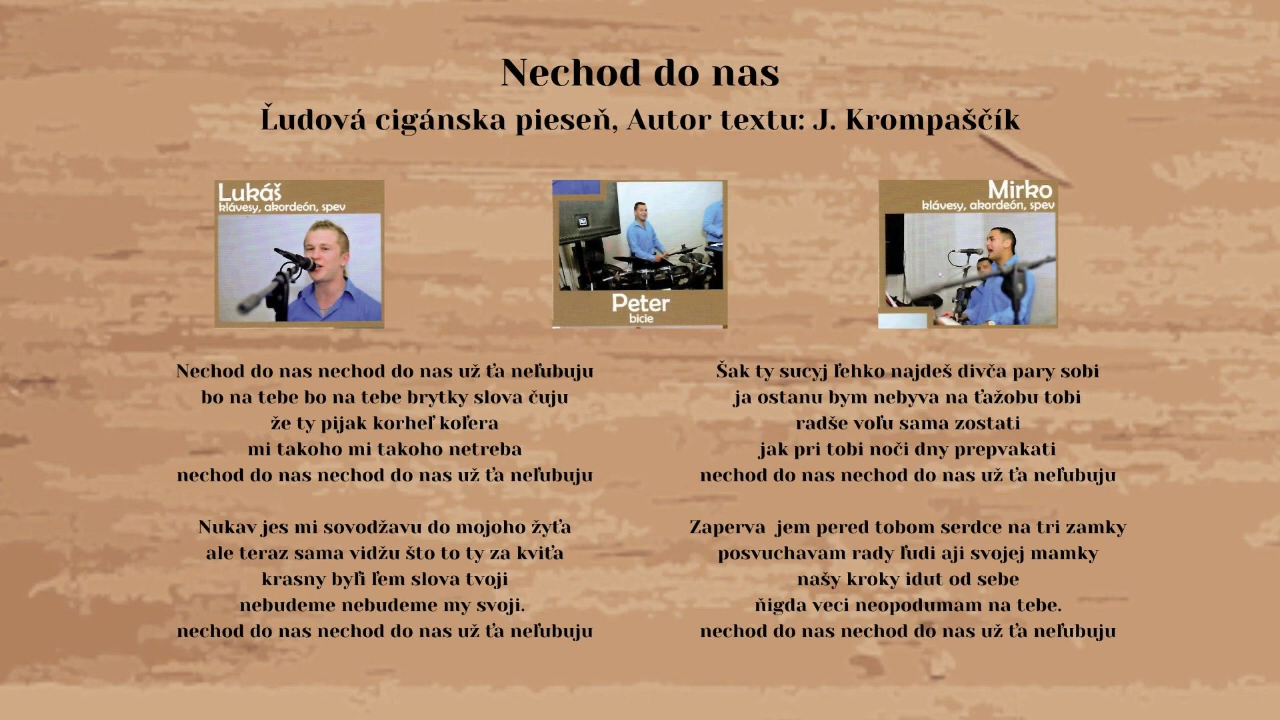 Nechod do nas
Ľudová cigánska pieseň, Autor textu: J. Krompaščík
Lukáš
klávesy, akordeón, spev
Peter
bicie
Mirko
klávesy, akordeón, spev
Nechod do nas nechod do nas už ťa neľubuju
bo na tebe bo na tebe brytky slova čuju
že ty pijak korheľ koľera
mi takoho mi takoho netreba
nechod do nas nechod do nas už ťa neľubuju
Nukav jes mi sovodžavu do mojoho žyťa
ale teraz sama vidžu što to ty za kviťa
krasny byľi ľem slova tvoji
nebudeme nebudeme my svoji.
nechod do nas nechod do nas už ťa neľubuju
Šak ty sucyj ľehko najdeš divča pary sobi
ja ostanu bym nebyva na ťažobu tobi
radše voľu sama zostati
jak pri tobi noči dny prepvakati
nechod do nas nechod do nas už ťa neľubuju
Zaperva jem pered tobom serdce na tri zamky
posvuchavam rady ľudi aji svojej mamky
našy kroky idut od sebe
ňigda veci neopodumam na tebe.
nechod do nas nechod do nas už ťa neľubuju